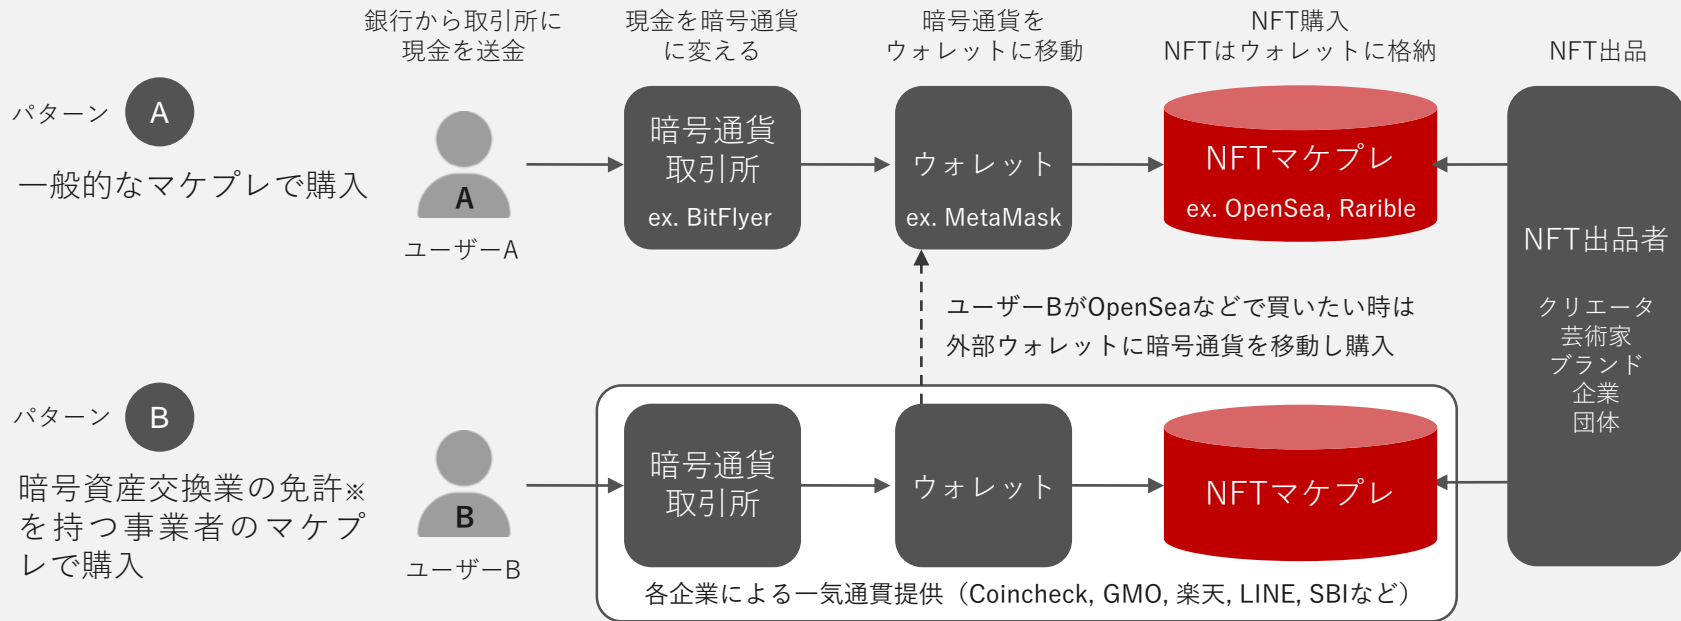 銀行から取引所に
現金を送金
現金を暗号通貨
に変える
暗号通貨を
ウォレットに移動
NFT購入
NFTはウォレットに格納
NFT出品
パターン A
一般的なマケプレで購入
A
ユーザーA
暗号通貨
取引所
ex. BitFlyer
ウォレット
ex. MetaMask
NFTマケプレ
ex. OpenSea, Rarible
NFT出品者
クリエータ
芸術家
ブランド
企業
団体
ユーザーBがOpenSeaなどで買いたい時は
外部ウォレットに暗号通貨を移動し購入
パターン B
暗号資産交換業の免許※
を持つ事業者のマケプ
レで購入
B
ユーザーB
暗号通貨
取引所
ウォレット
NFTマケプレ
各企業による一気通貫提供（Coincheck, GMO, 楽天, LINE, SBIなど）